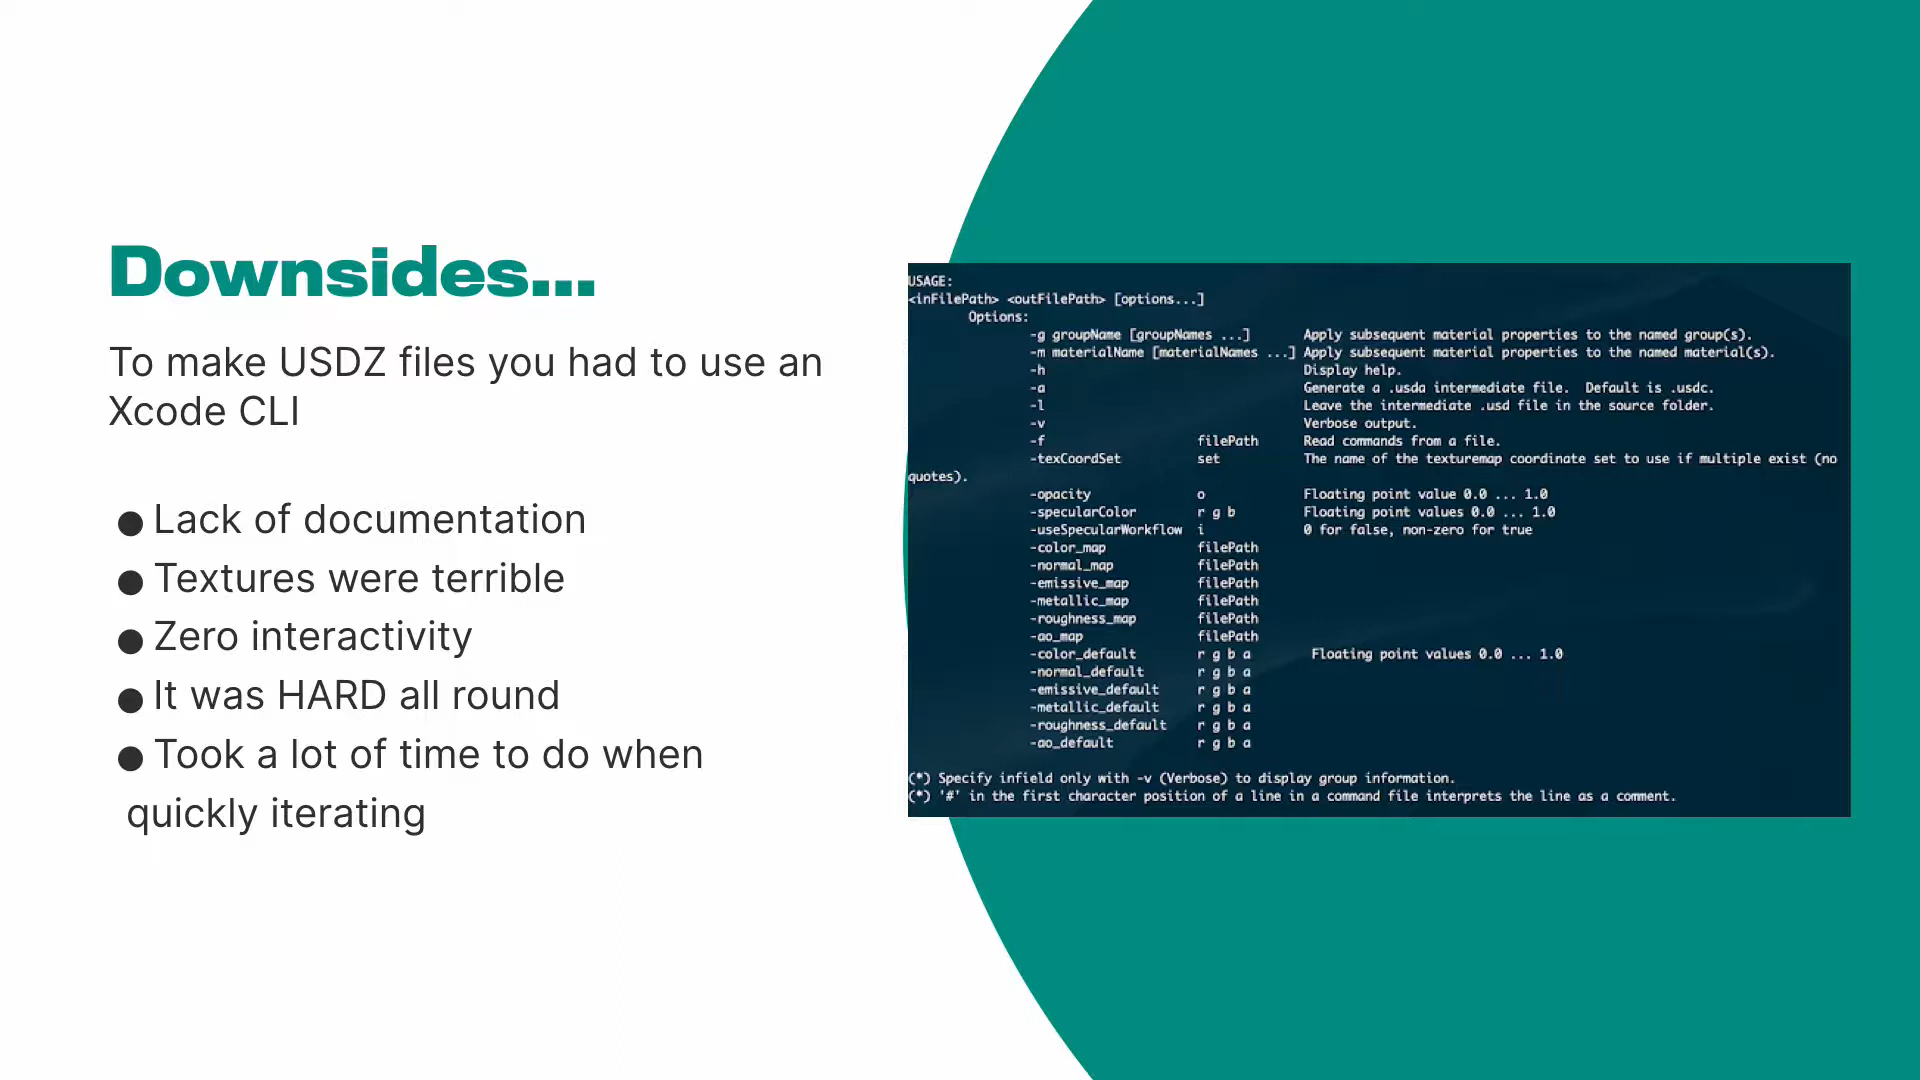 Downsides...
To make USDZ files you had to use an
Xcode CLI
● Lack of documentation
● Textures were terrible
● Zero interactivity
● It was HARD all round
● Took a lot of time to do when
quickly iterating
USAGE:
<inFilePath> <outFilePath> [options...]
Options:
-g groupName [groupNames ...] Apply subsequent material properties to the named group(s).
-m materialName [materialNames ...] Apply subsequent material properties to the named material(s).
-h Display help.
-a Generate a .usda intermediate file. Default is .usdc.
-l Leave the intermediate .usd file in the source folder.
-v Verbose output.
-f filePath Read commands from a file.
-texCoordSet set The name of the texturemap coordinate set to use if multiple exist (no
quotes).
-opacity o Floating point value 0.0 ... 1.0
-specularColor r g b Floating point values 0.0 ... 1.0
-useSpecularWorkflow i 0 for false, non-zero for true
-color_map filePath
-normal_map filePath
-emissive_map filePath
-metallic_map filePath
-roughness_map filePath
-ao_map filePath
-color_default r g b a Floating point values 0.0 ... 1.0
-normal_default r g b a
-emissive_default r g b a
-metallic_default r g b a
-roughness_default r g b a
-ao_default r g b a
(*) Specify infield only with -v (Verbose) to display group information.
(*) '#' in the first character position of a line in a command file interprets the line as a comment.